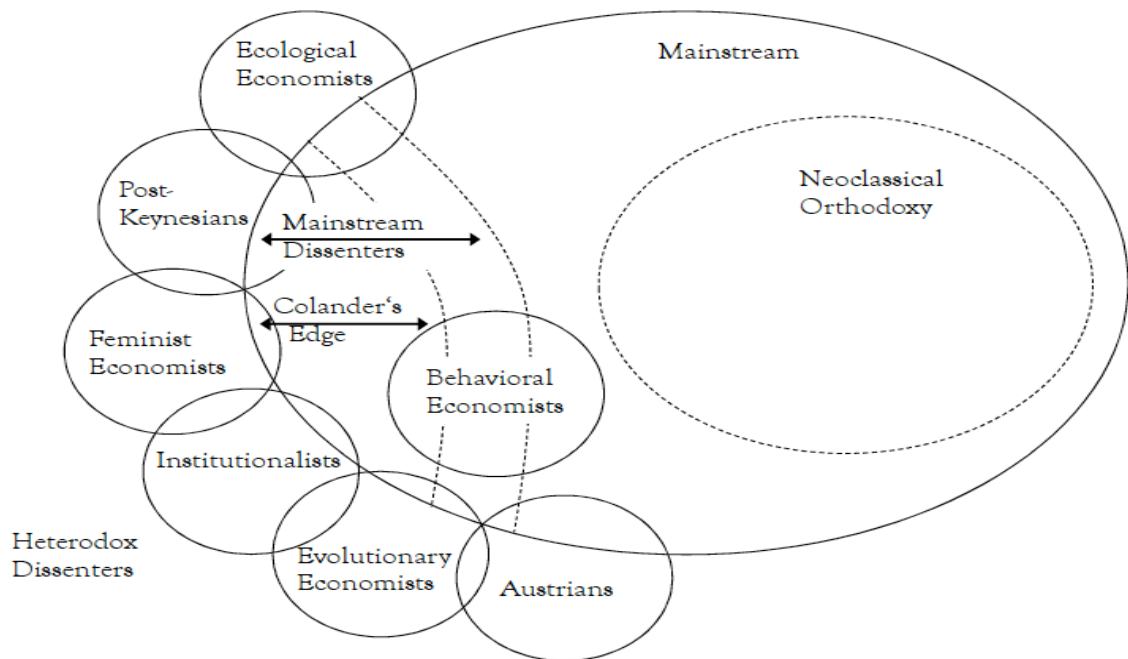 Ecological
Economists
Mainstream
Neoclassical
Orthodoxy
Post-
Keynesians
Mainstream
Dissenters
Colander‘s
Edge
Feminist
Economists
Behavioral
Economists
Institutionalists
Heterodox
Dissenters
Evolutionary
Economists
Austrians